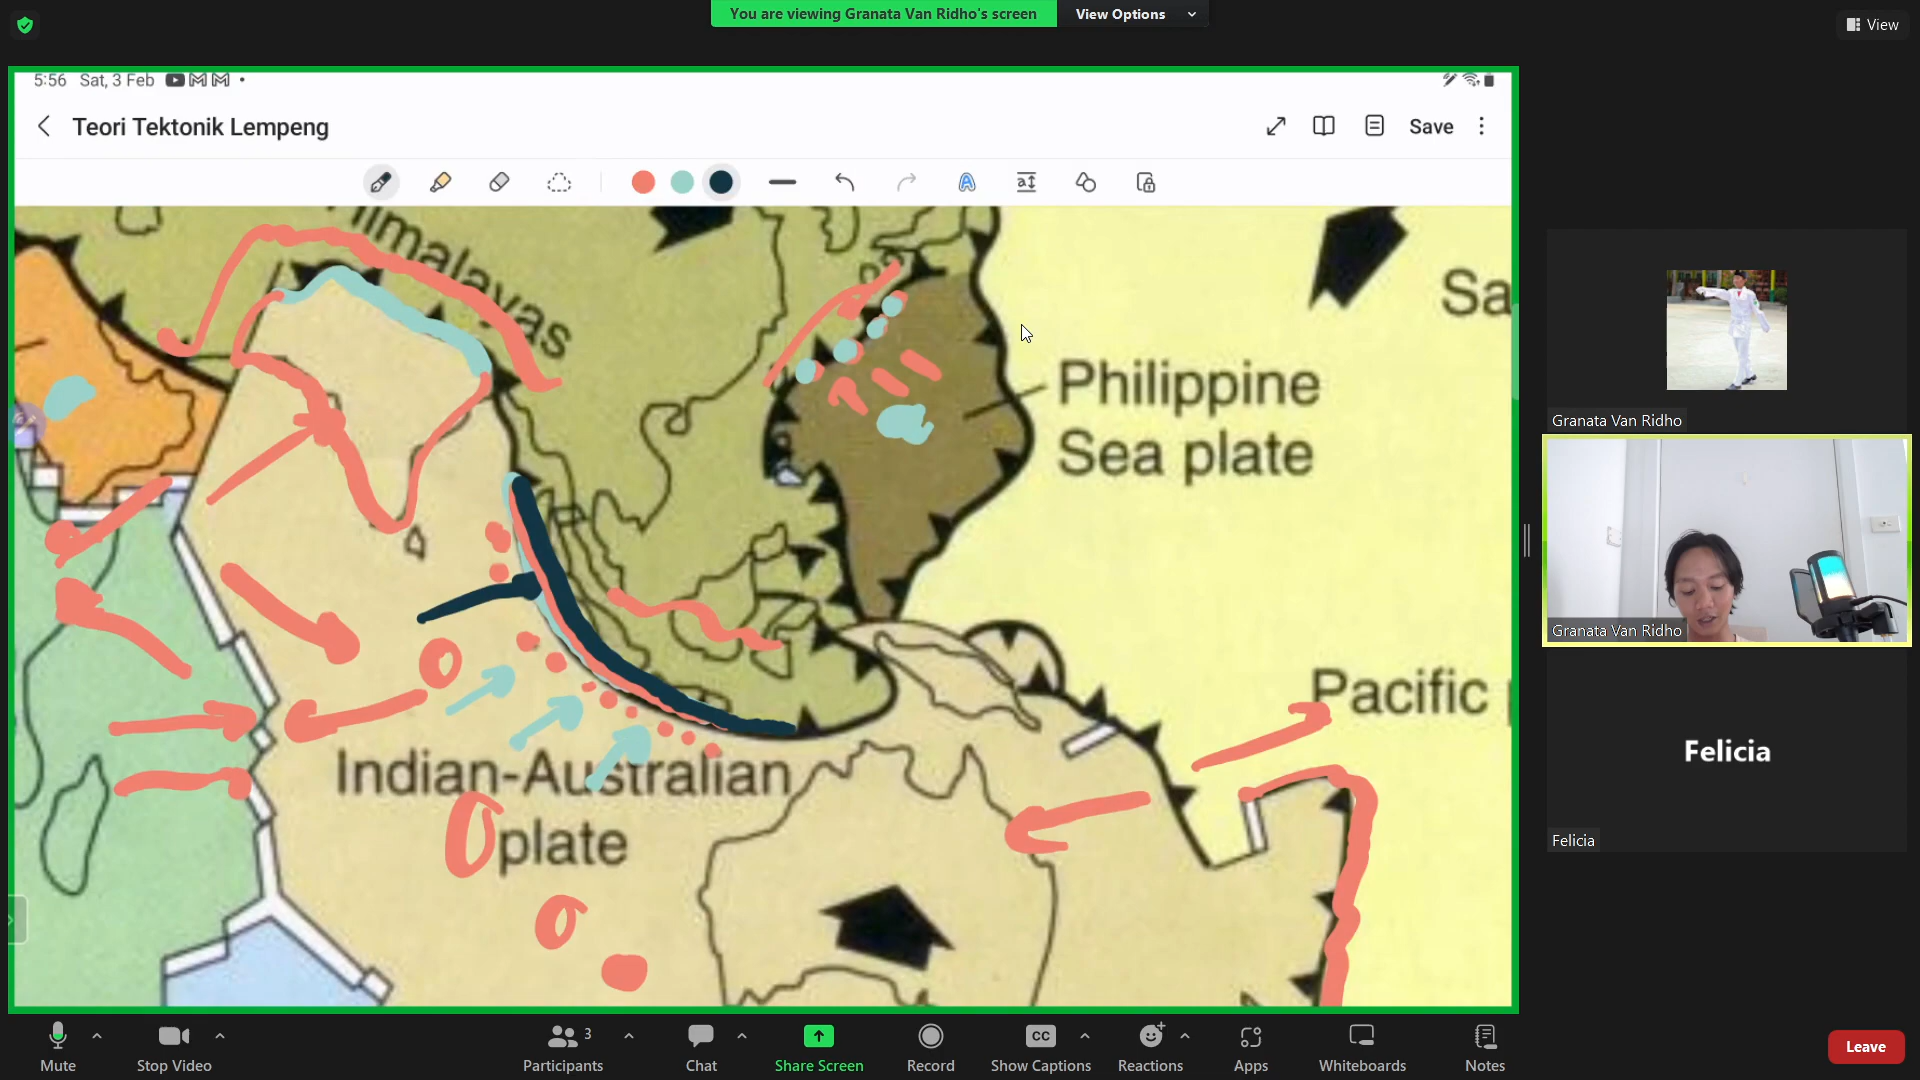 You are viewing Granata Van Ridho's screen
View Options
View
5:56 Sat, 3 Feb
Teori Tektonik Lempeng
Save
Himalayas
Sa
Philippine
Sea plate
Pacific
Indian-Australian
plate
Granata Van Ridho
Granata Van Ridho
Felicia
Felicia
Mute
Stop Video
Participants
3
Chat
Share Screen
CC
Show Captions
Reactions
Apps
Whiteboards
Notes
Leave